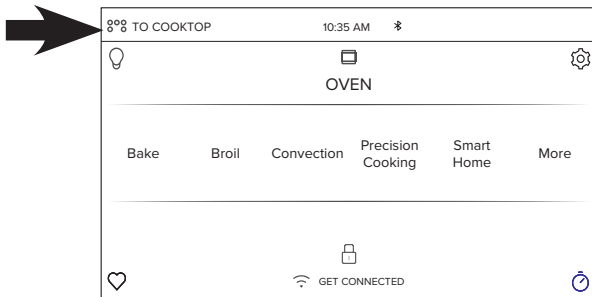 TO COOKTOP 10:35 AM
OVEN
Bake Broil Convection Precision Cooking Smart Home More
GET CONNECTED